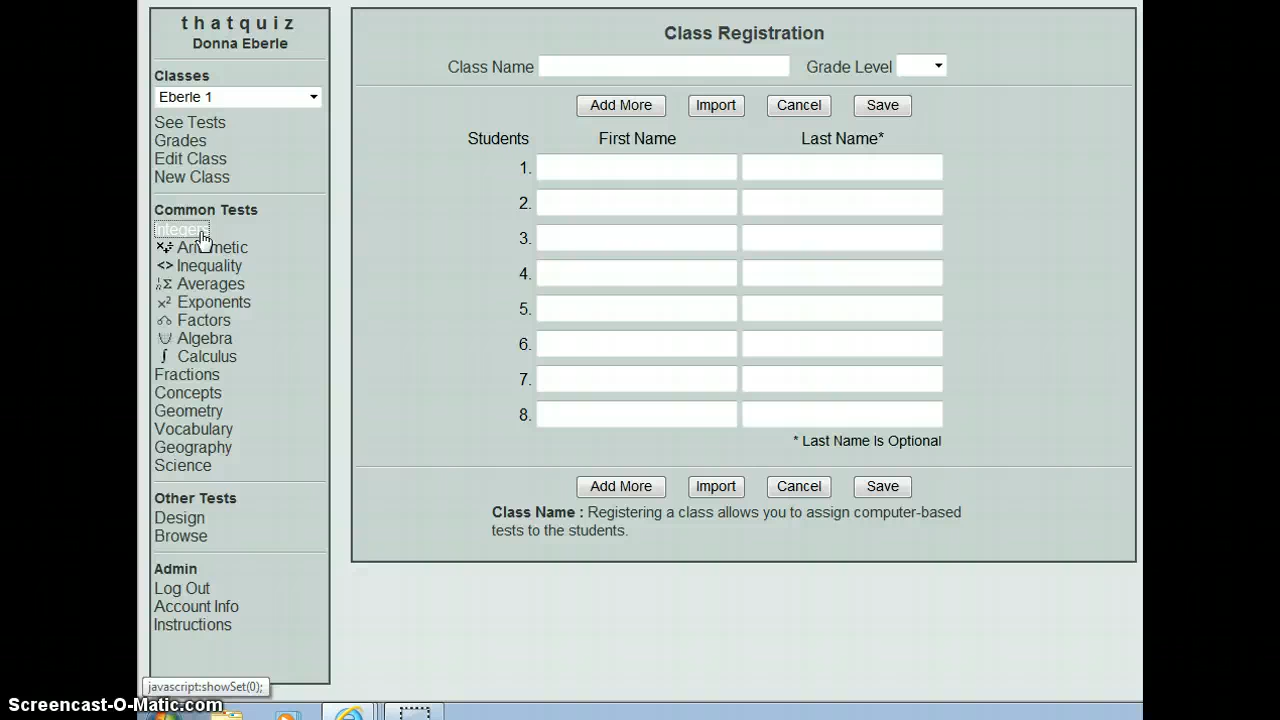 thatquiz
Donna Eberle
Classes
Eberle 1
See Tests
Grades
Edit Class
New Class
Common Tests
Integers
Arithmetic
<> Inequality
Σ Averages
x² Exponents
Factors
Algebra
∫ Calculus
Fractions
Concepts
Geometry
Vocabulary
Geography
Science
Other Tests
Design
Browse
Admin
Log Out
Account Info
Instructions
javascript:showSet(0);
Class Registration
Class Name Grade Level
Add More Import Cancel Save
Students First Name Last Name*
1.
2.
3.
4.
5.
6.
7.
8.
* Last Name Is Optional
Add More Import Cancel Save
Class Name : Registering a class allows you to assign computer-based
tests to the students.
Screencast-O-Matic.com